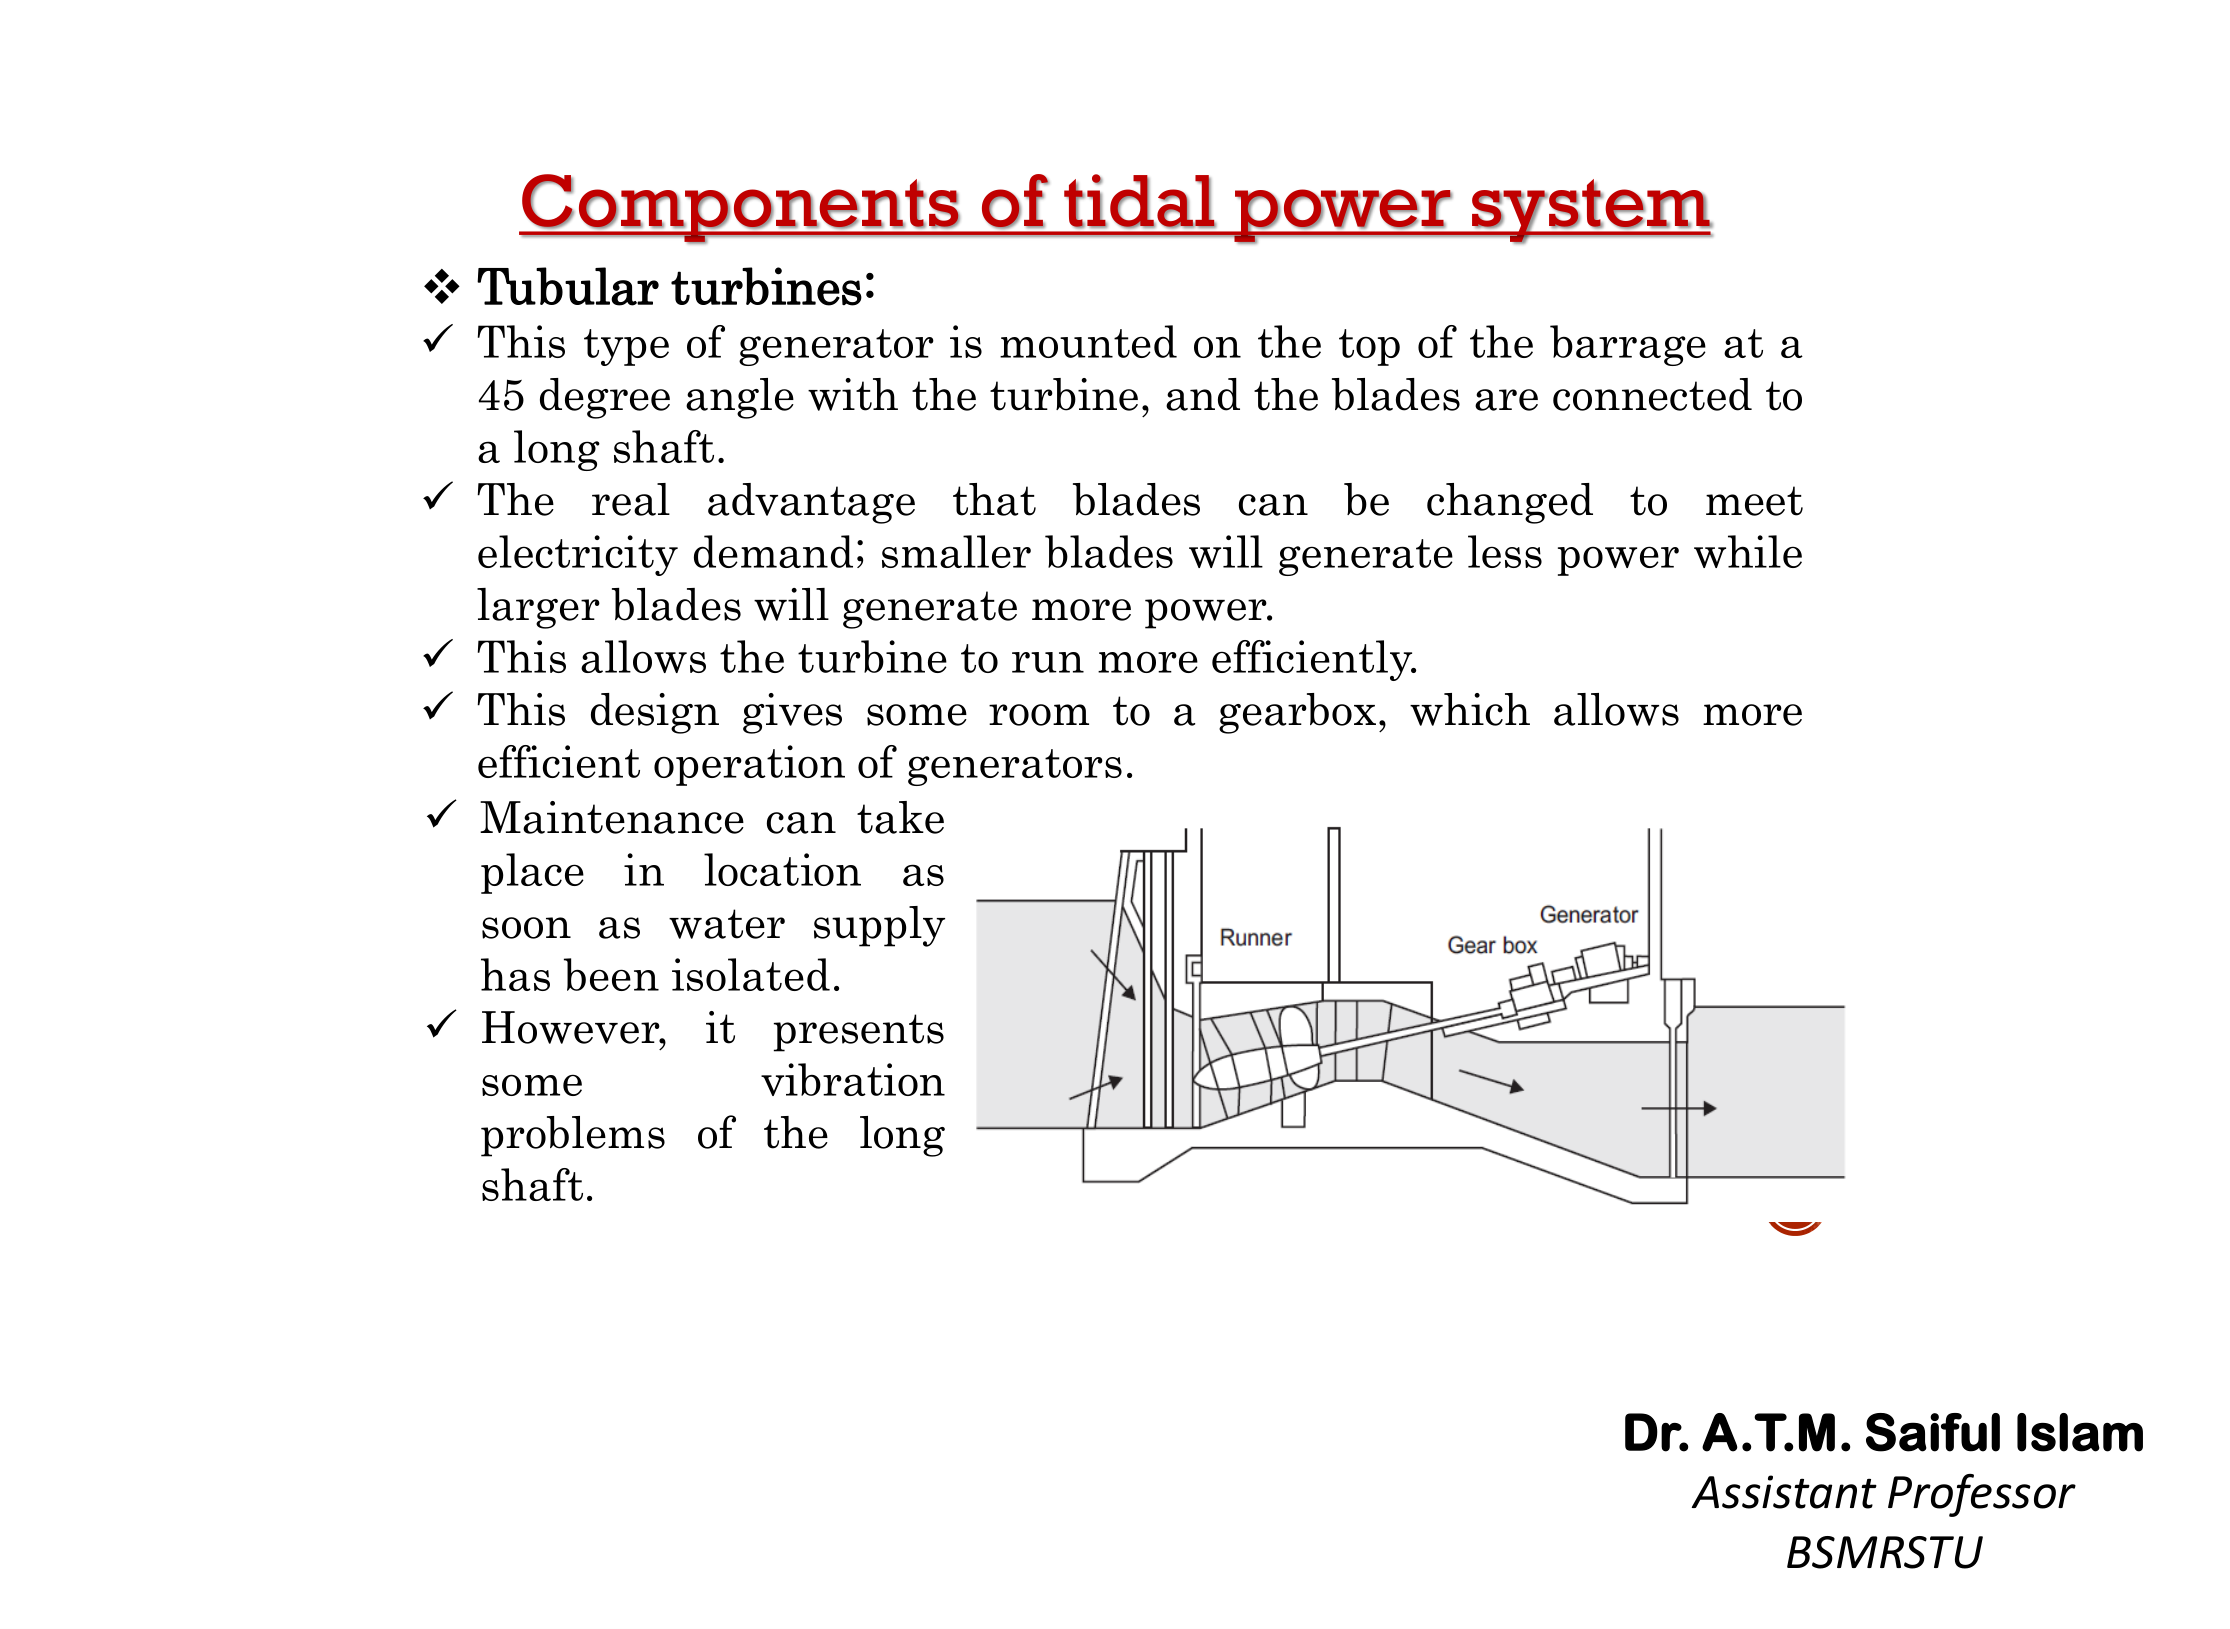 Components of tidal power system
Tubular turbines:
This type of generator is mounted on the top of the barrage at a
45 degree angle with the turbine, and the blades are connected to
a long shaft.
The real advantage that blades can be changed to meet
electricity demand; smaller blades will generate less power while
larger blades will generate more power.
This allows the turbine to run more efficiently.
This design gives some room to a gearbox, which allows more
efficient operation of generators.
Maintenance can take
place in location as
soon as water supply
has been isolated.
However, it presents
some vibration
problems of the long
shaft.
Generator
Runner
Gear box
Dr. A.T.M. Saiful Islam
Assistant Professor
BSMRSTU